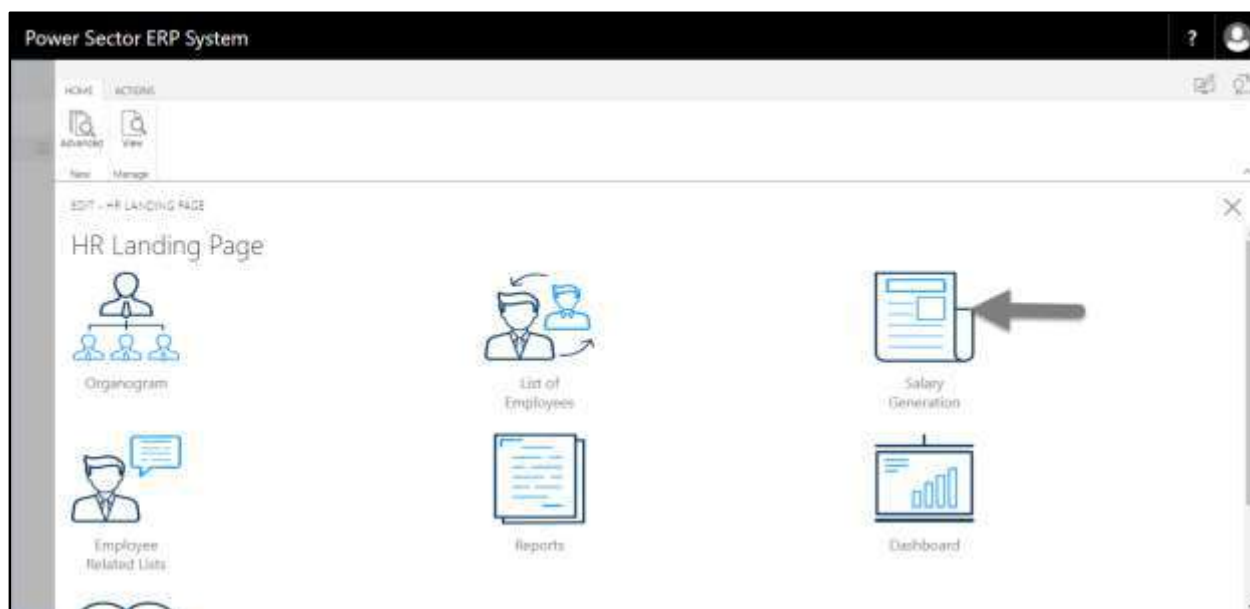 Power Sector ERP System
?
HOME ACTIONS
Advanced View
New Manage
EDIT - HR LANDING PAGE
HR Landing Page
Organogram
List of
Employees
Salary
Generation
Employee
Related Lists
Reports
Dashboard